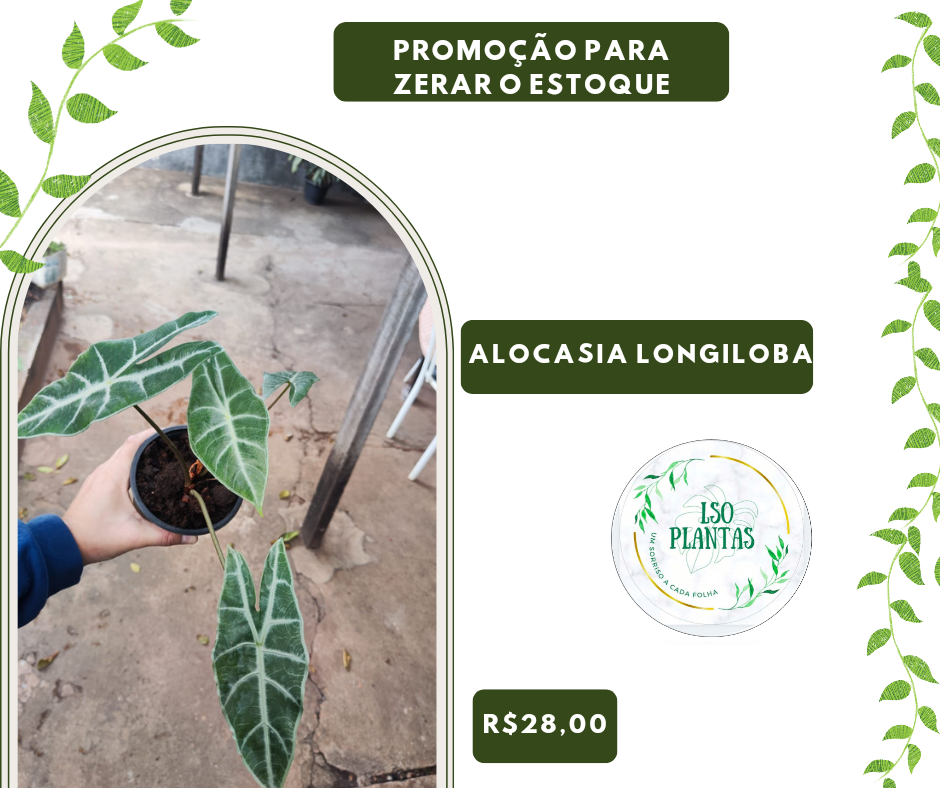 PROMOÇÃO PARA
ZERAR O ESTOQUE
ALOCASIA LONGILOBA
LSO
PLANTAS
UM SORRISO A CADA FOLHA
R$28,00